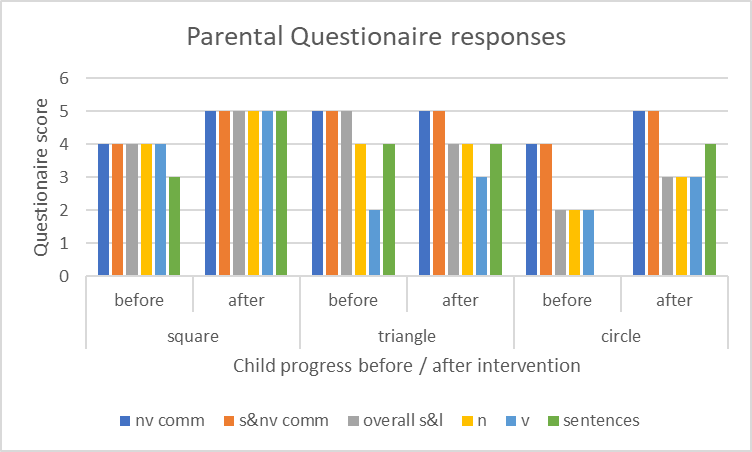 Parental Questionaire responses
Questionaire score
6
5
4
3
2
1
0
before after before after before after
square triangle circle
Child progress before / after intervention
nv comm s&nv comm overall s&l n v sentences